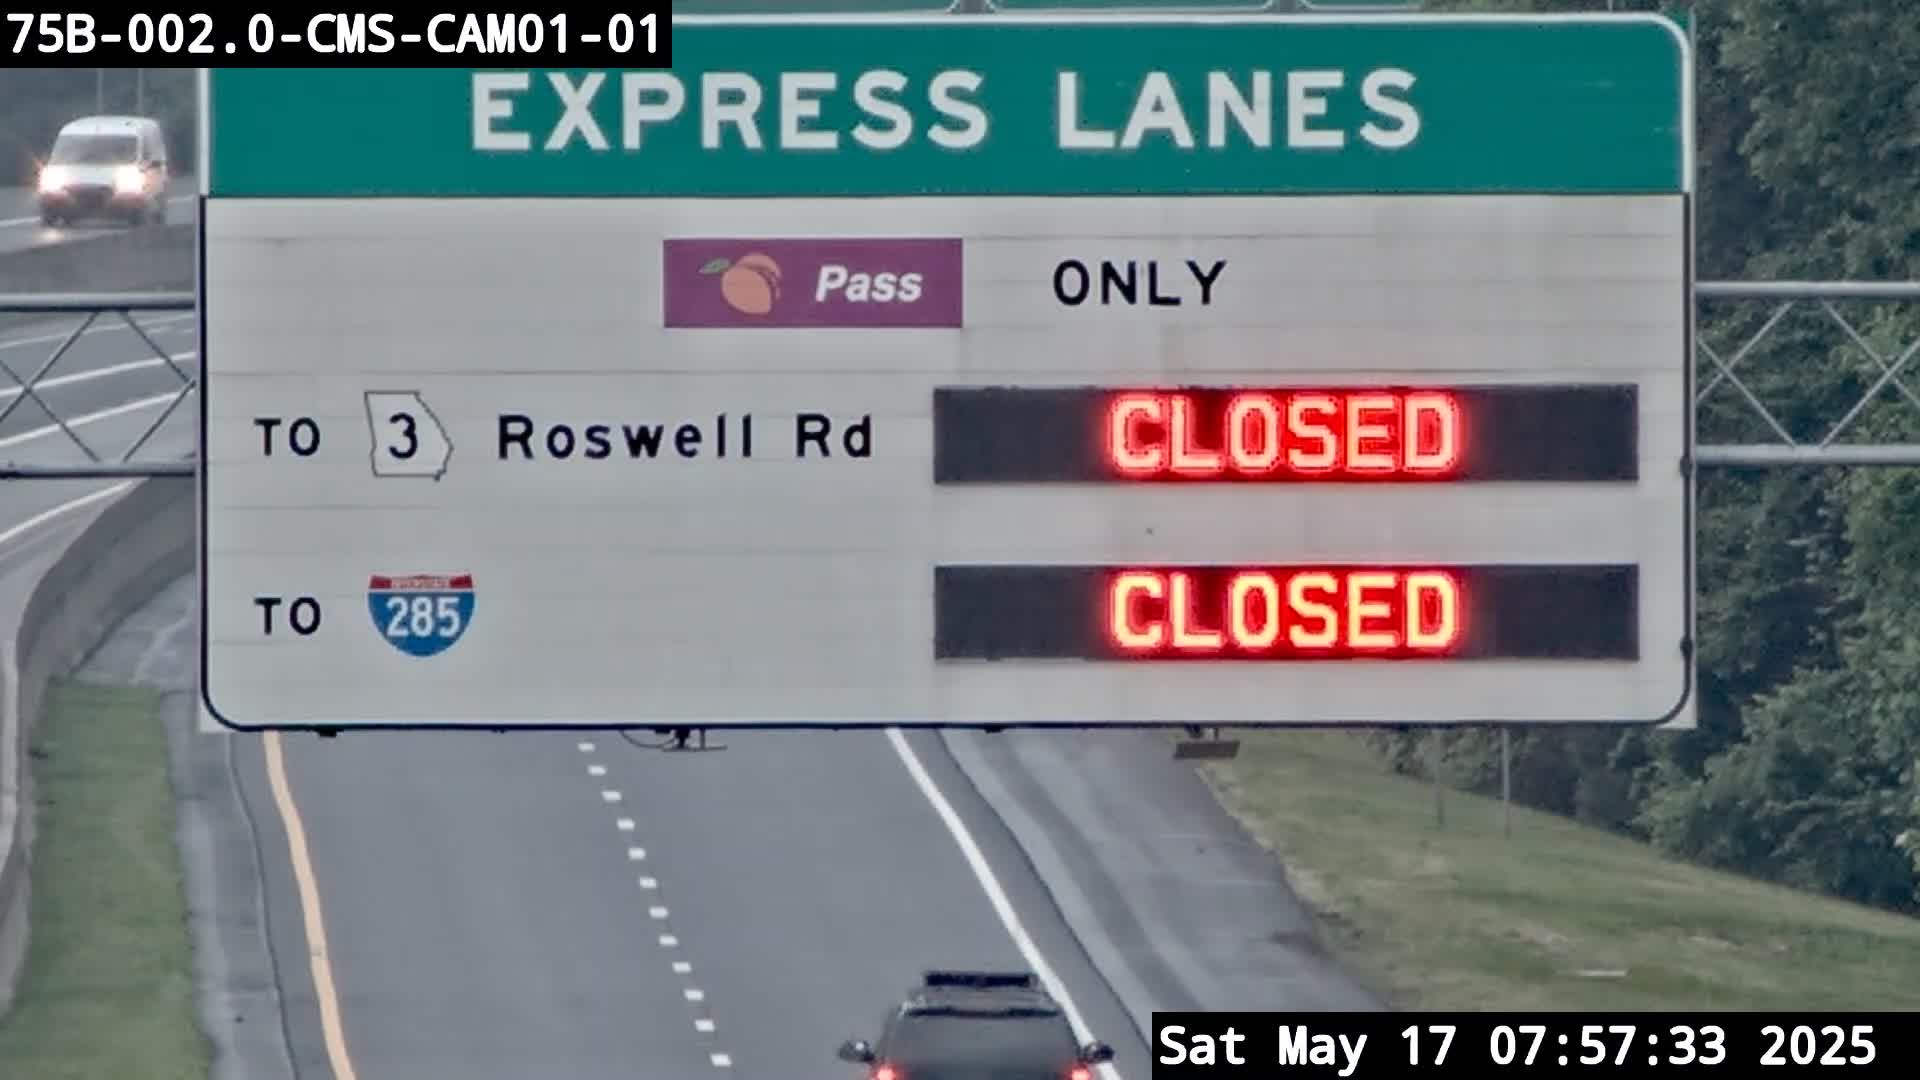 75B-002.0-CMS-CAM01-01
EXPRESS LANES
Pass ONLY
TO 3 Roswell Rd CLOSED
INTERSTATE
TO 285 CLOSED
Sat May 17 07:57:33 2025